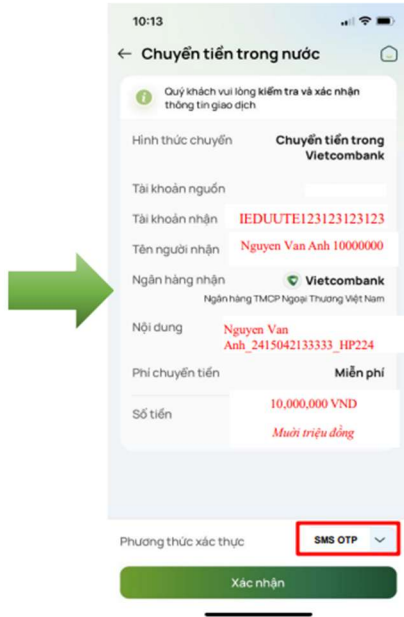 10:13
Chuyển tiền trong nước
Quý khách vui lòng kiểm tra và xác nhận
thông tin giao dịch
Hình thức chuyển
Chuyển tiền trong
Vietcombank
Tài khoản nguồn
Tài khoản nhận
IEDUUTE123123123123
Tên người nhận
Nguyen Van Anh 10000000
Ngân hàng nhận
Vietcombank
Ngân hàng TMCP Ngoại Thương Việt Nam
Nội dung
Nguyen Van
Anh_2415042133333_HP224
Phí chuyển tiền
Miễn phí
Số tiền
10,000,000 VND
Mười triệu đồng
Phương thức xác thực
SMS OTP
Xác nhận